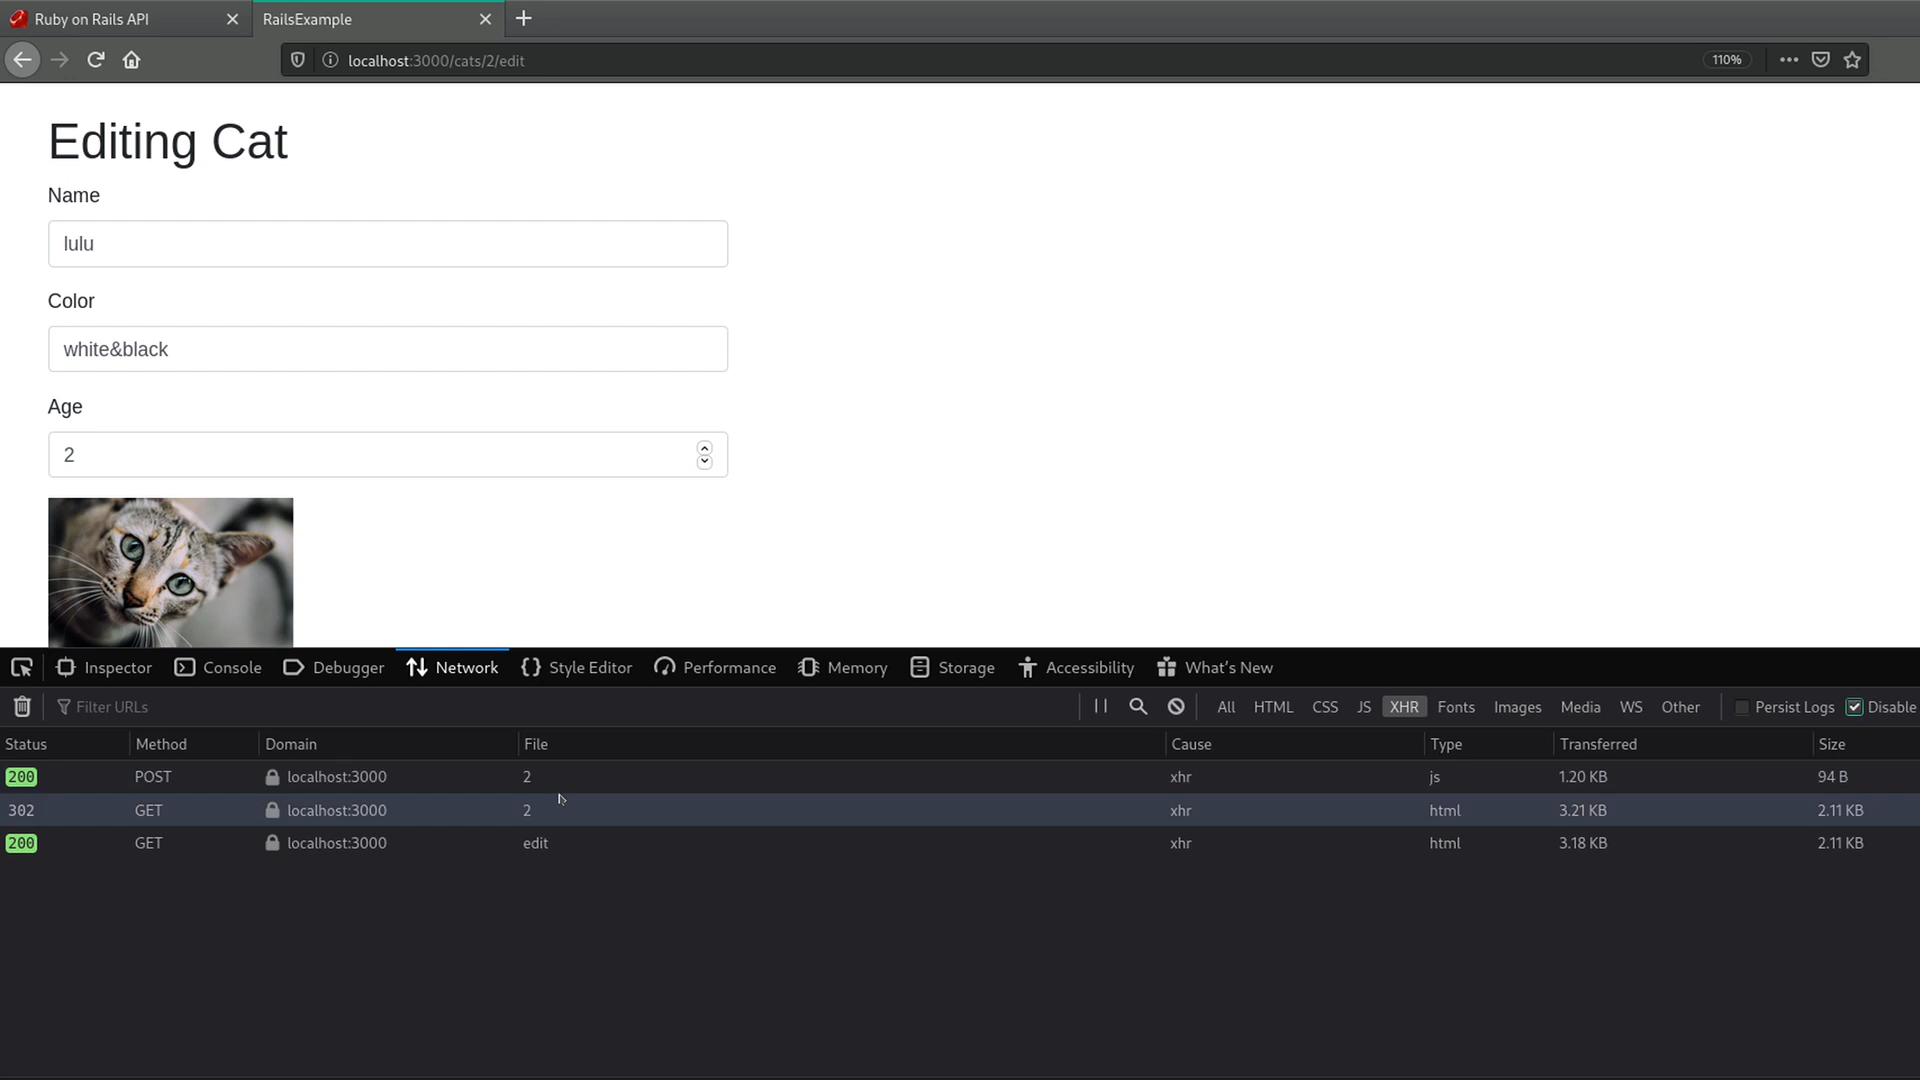 Ruby on Rails API
RailsExample
localhost:3000/cats/2/edit
110%
Editing Cat
Name
lulu
Color
white&black
Age
2
Inspector Console Debugger Network Style Editor Performance Memory Storage Accessibility What's New
Filter URLs All HTML CSS JS XHR Fonts Images Media WS Other Persist Logs Disable
Status Method Domain File Cause Type Transferred Size
200 POST localhost:3000 2 xhr js 1.20 KB 94 B
302 GET localhost:3000 2 xhr html 3.21 KB 2.11 KB
200 GET localhost:3000 edit xhr html 3.18 KB 2.11 KB